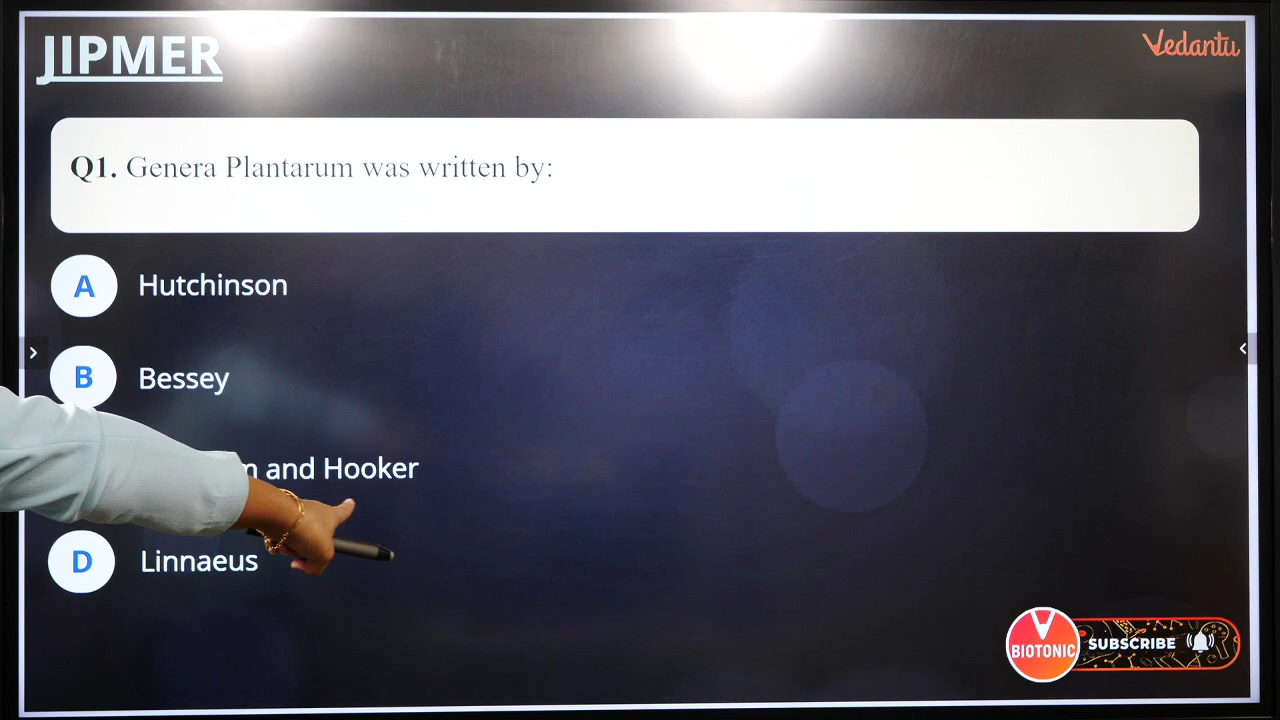 JIPMER
Vedantu
Q1. Genera Plantarum was written by:
A Hutchinson
B Bessey
and Hooker
D Linnaeus
BIOTONIC SUBSCRIBE